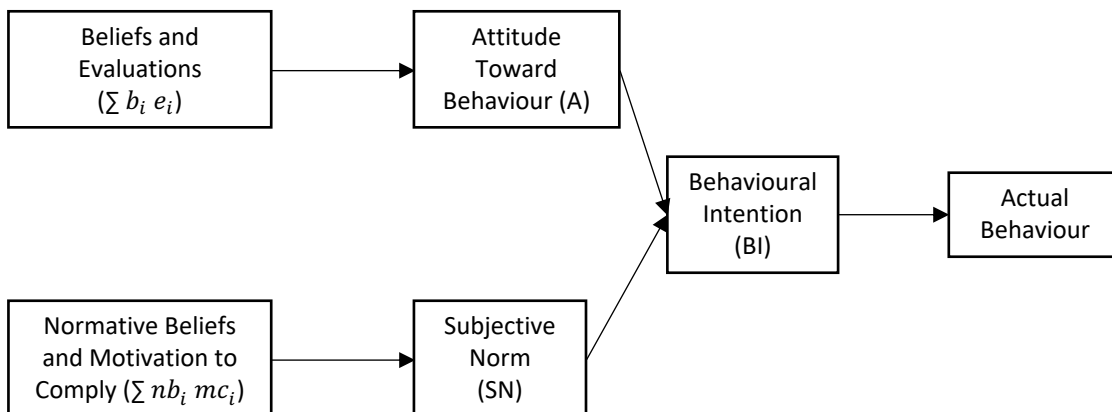 Beliefs and
Evaluations
(∑ 𝑏ᵢ 𝑒ᵢ)
Attitude
Toward
Behaviour (A)
Behavioural
Intention
(BI)
Actual
Behaviour
Normative Beliefs
and Motivation to
Comply (∑ 𝑛𝑏ᵢ 𝑚𝑐ᵢ)
Subjective
Norm
(SN)